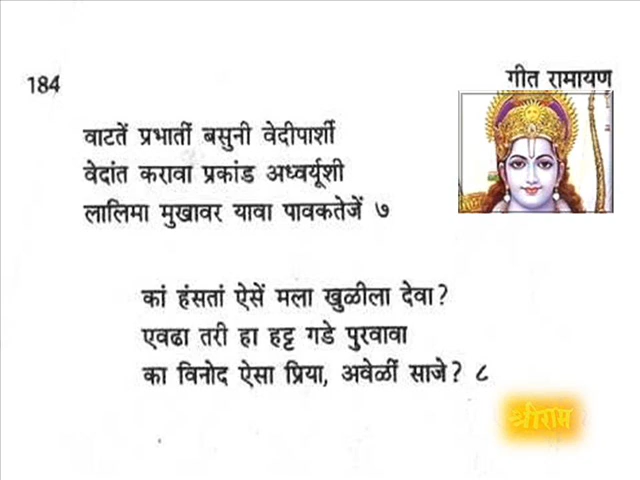 184
गीत रामायण
वाटतें प्रभातीं बसुनी वेदीपार्शी
वेदांत करावा प्रकांड अध्वर्यूशी
लालिमा मुखावर यावा पावकतेजें ७
कां हंसतां ऐसें मला खुळीला देवा?
एवढा तरी हा हट्ट गडे पुरवावा
का विनोद ऐसा प्रिया, अवेळीं साजे? ८
श्रीराम